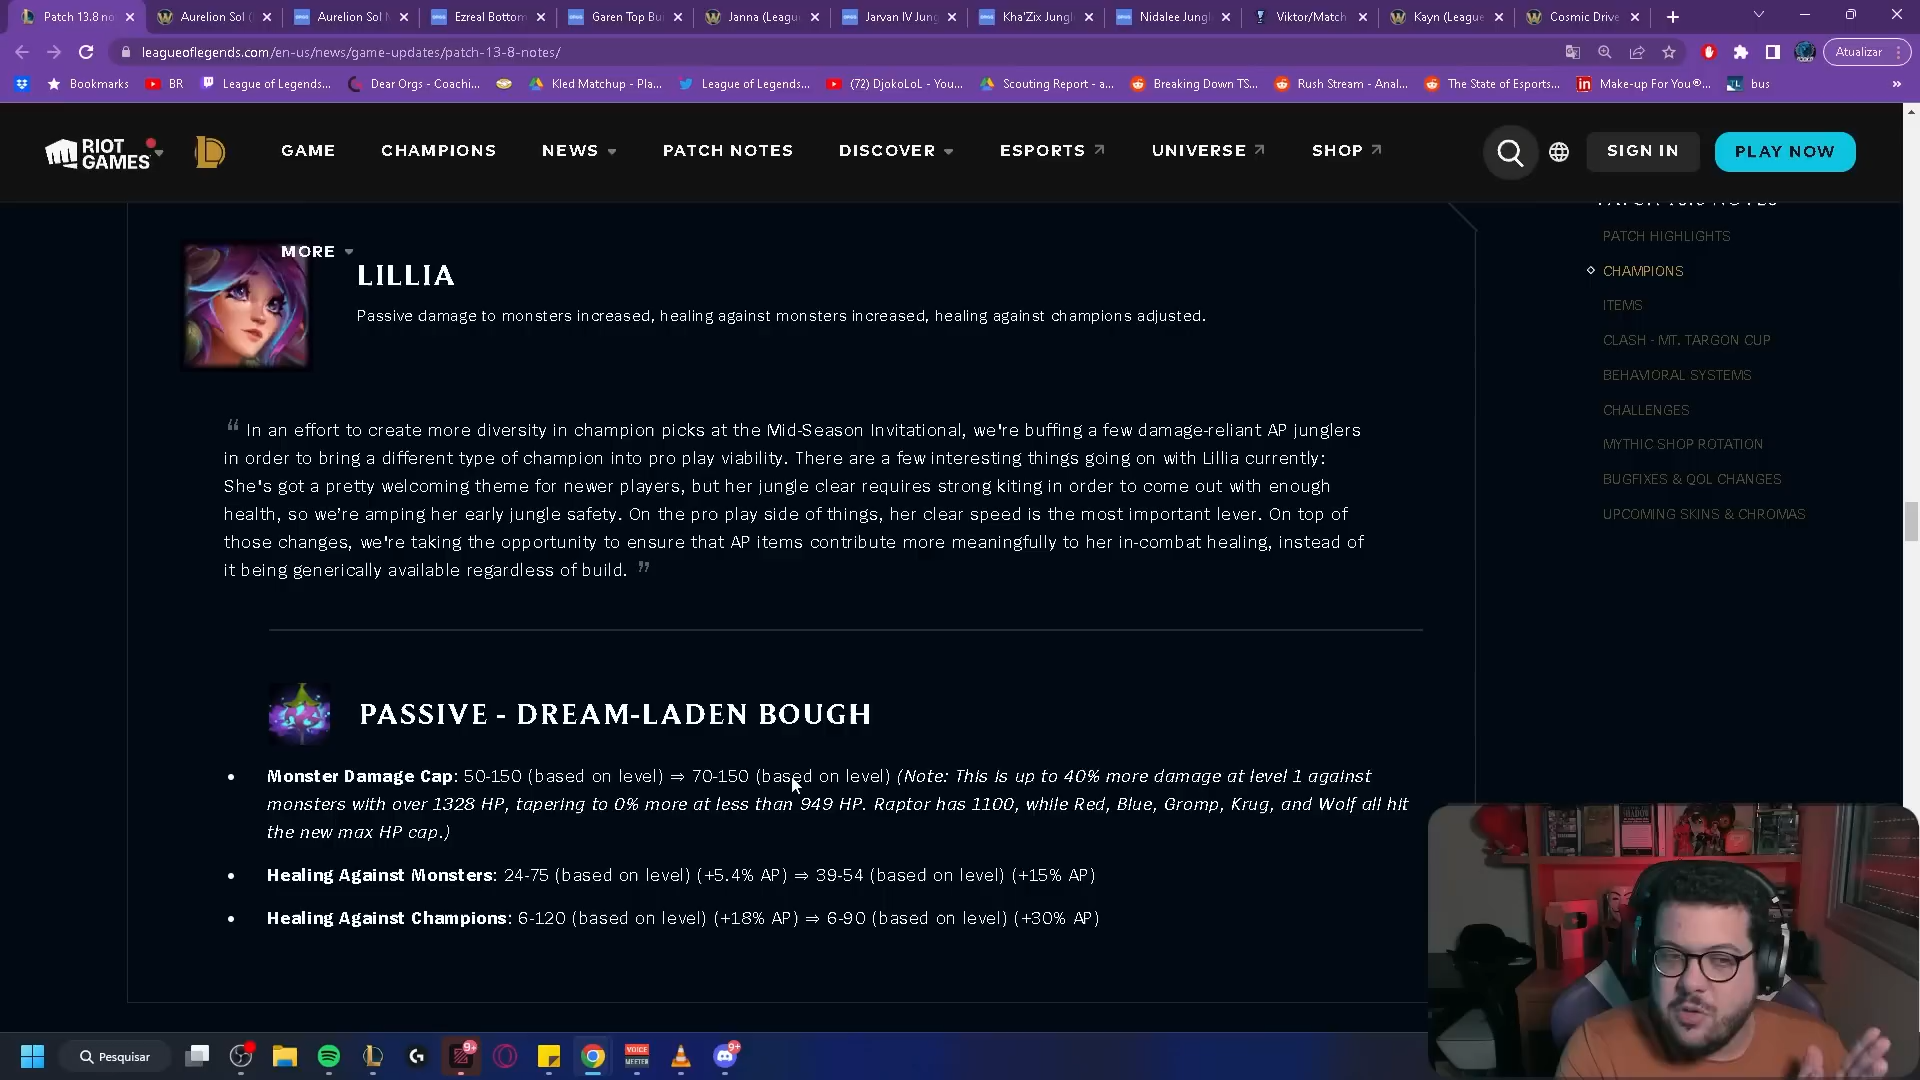 Patch 13.8 no
Aurelion Sol (
Aurelion Sol M
Ezreal Bottom
Garen Top Bui
Janna (Leagu
Jarvan IV Jung
Kha'Zix Jungl
Nidalee Jungl
Viktor/Match
Kayn (League
Cosmic Drive
leagueoflegends.com/en-us/news/game-updates/patch-13-8-notes/
Atualizar
Bookmarks
BR
League of Legends...
Dear Orgs - Coachi...
Kled Matchup - Pla...
League of Legends...
(72) DjokoLoL - You...
Scouting Report - a...
Breaking Down TS...
Rush Stream - Anal...
The State of Esports...
Make-up For You®...
bus
RIOT GAMES
GAME
CHAMPIONS
NEWS
PATCH NOTES
DISCOVER
ESPORTS
UNIVERSE
SHOP
SIGN IN
PLAY NOW
MORE
LILLIA
Passive damage to monsters increased, healing against monsters increased, healing against champions adjusted.
“ In an effort to create more diversity in champion picks at the Mid-Season Invitational, we're buffing a few damage-reliant AP junglers
in order to bring a different type of champion into pro play viability. There are a few interesting things going on with Lillia currently:
She's got a pretty welcoming theme for newer players, but her jungle clear requires strong kiting in order to come out with enough
health, so we're amping her early jungle safety. On the pro play side of things, her clear speed is the most important lever. On top of
those changes, we're taking the opportunity to ensure that AP items contribute more meaningfully to her in-combat healing, instead of
it being generically available regardless of build. ”
PASSIVE - DREAM-LADEN BOUGH
• Monster Damage Cap: 50-150 (based on level) ⇒ 70-150 (based on level) (Note: This is up to 40% more damage at level 1 against
monsters with over 1328 HP, tapering to 0% more at less than 949 HP. Raptor has 1100, while Red, Blue, Gromp, Krug, and Wolf all hit
the new max HP cap.)
• Healing Against Monsters: 24-75 (based on level) (+5.4% AP) ⇒ 39-54 (based on level) (+15% AP)
• Healing Against Champions: 6-120 (based on level) (+18% AP) ⇒ 6-90 (based on level) (+30% AP)
PATCH 13.8 NOTES
PATCH HIGHLIGHTS
CHAMPIONS
ITEMS
CLASH - MT. TARGON CUP
BEHAVIORAL SYSTEMS
CHALLENGES
MYTHIC SHOP ROTATION
BUGFIXES & QOL CHANGES
UPCOMING SKINS & CHROMAS
Pesquisar
9+
VOICE
MEETER
9+